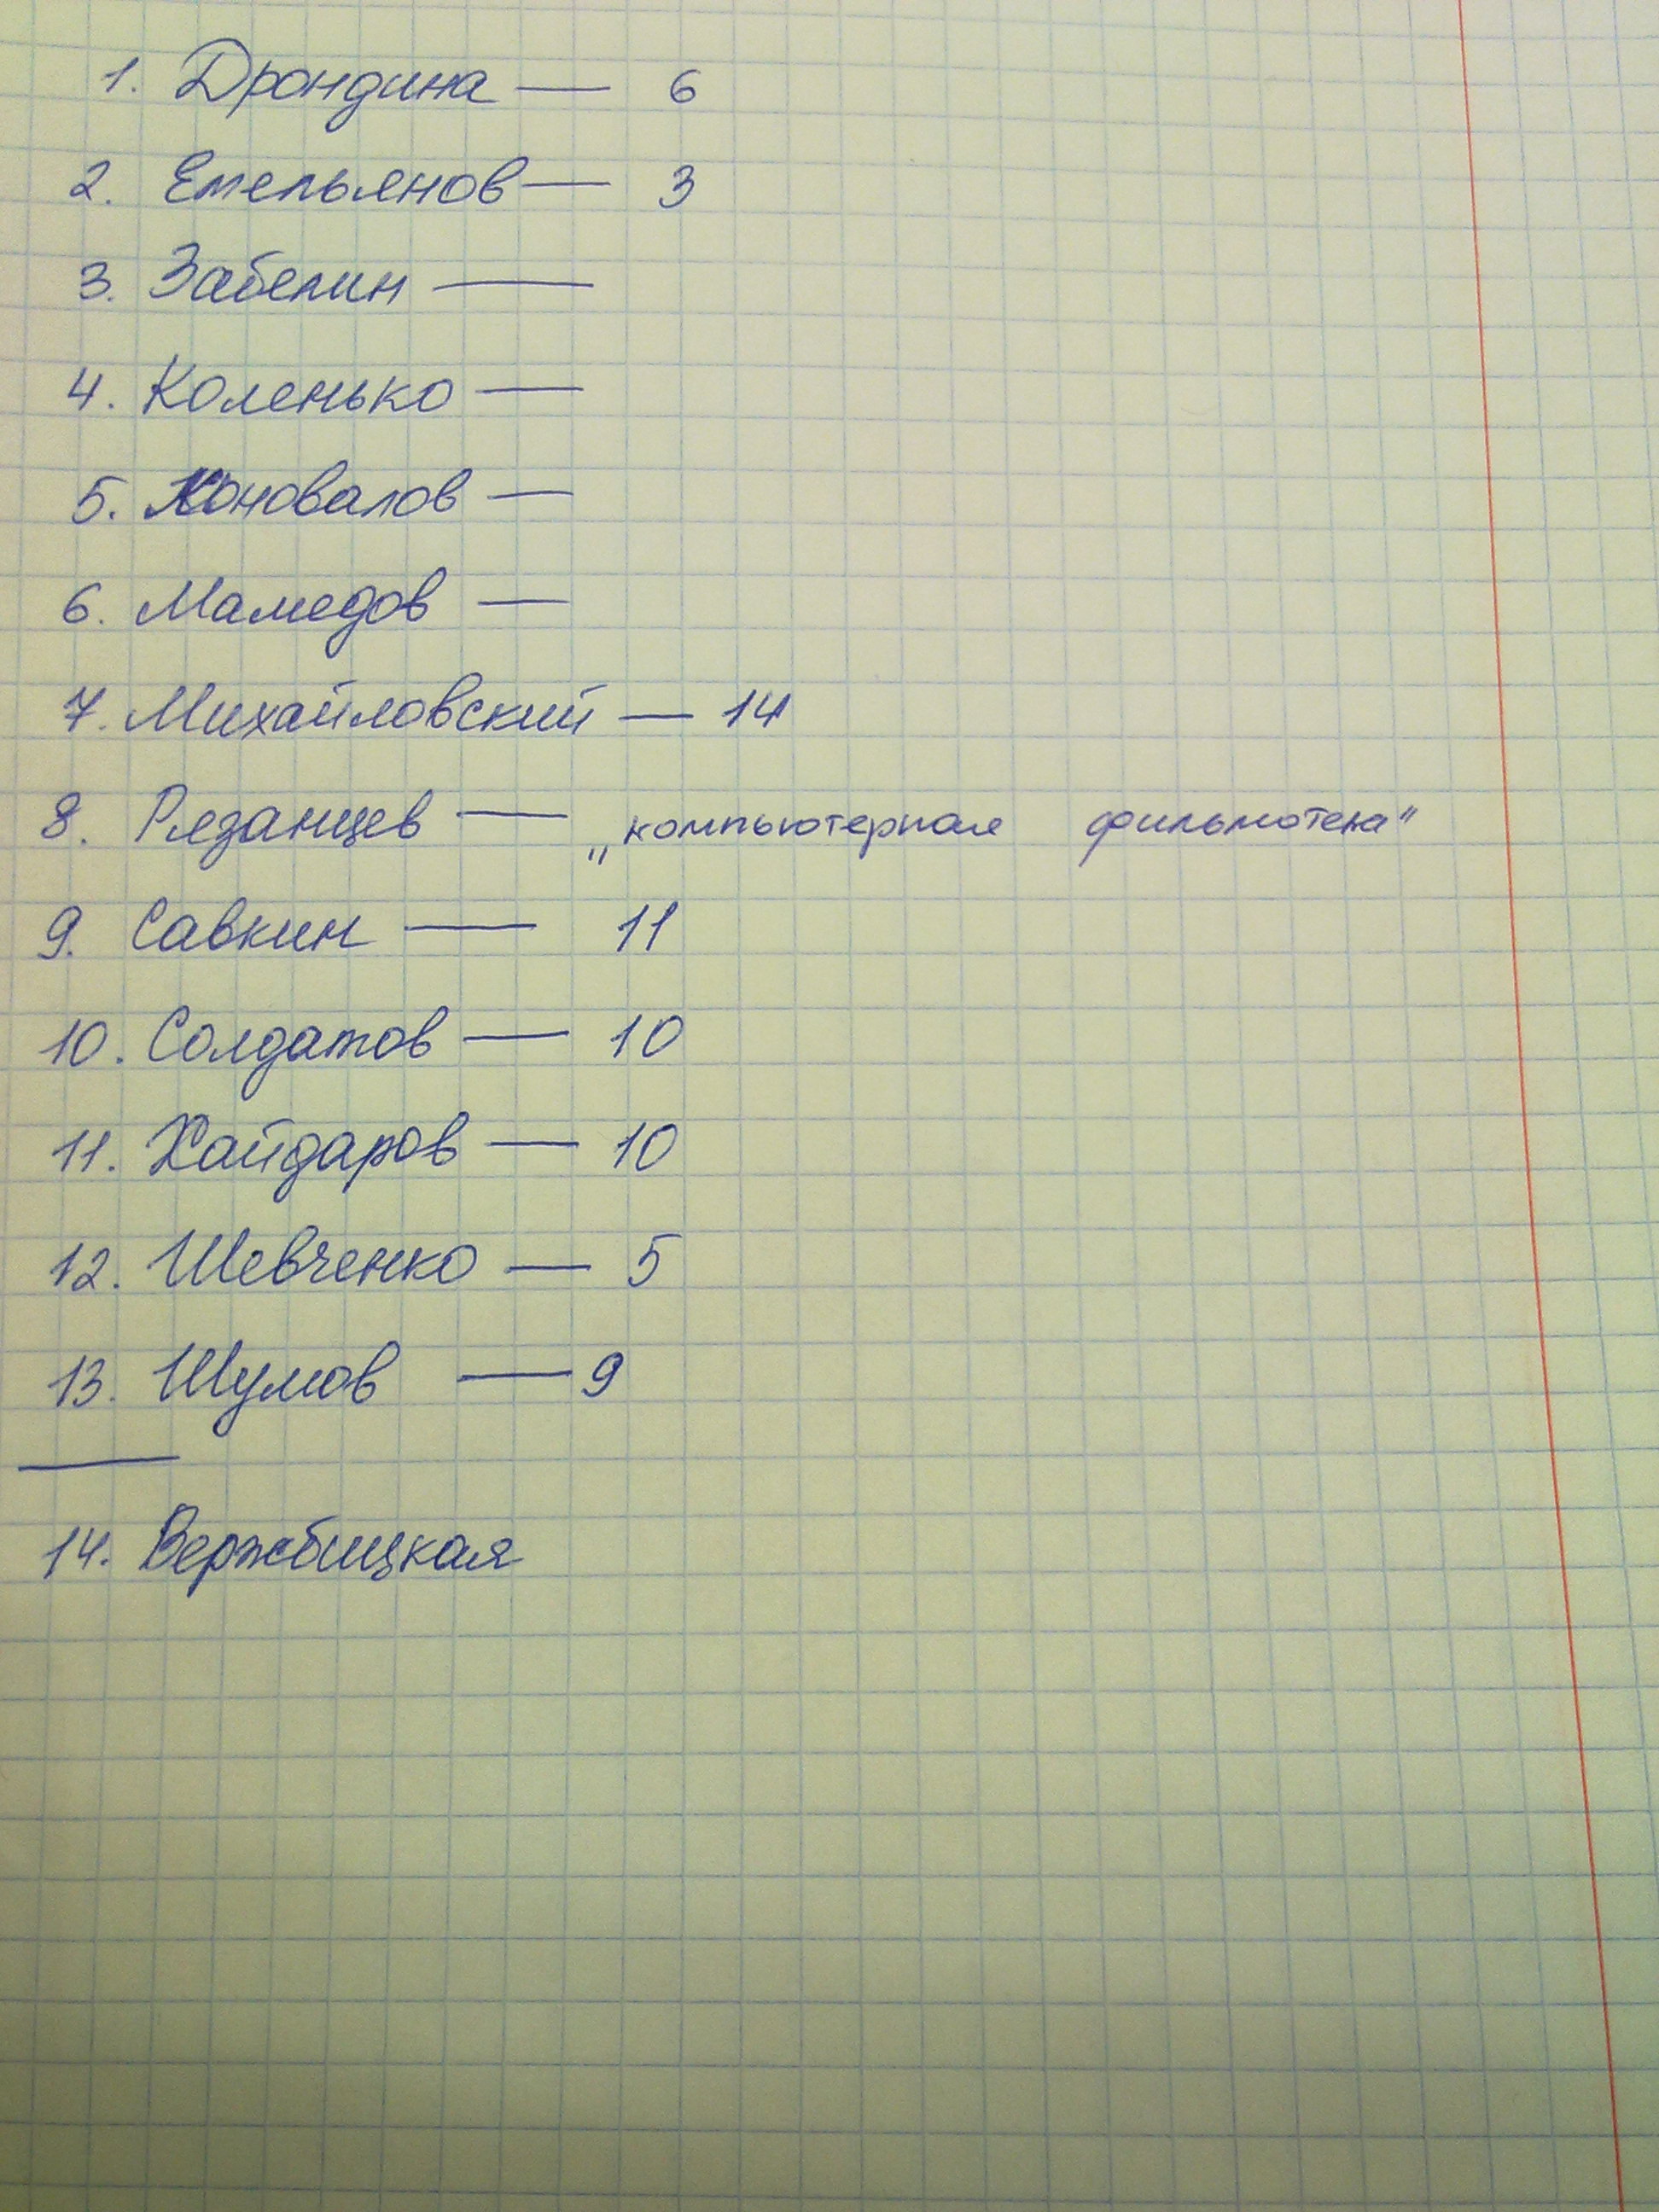 1. Дрондина — 6
2. Емельянов — 3
3. Забелин —
4. Коленько —
5. Коновалов —
6. Мамедов —
7. Михайловский — 14
8. Рязанцев — „компьютерная фильмотека"
9. Савкин — 11
10. Солдатов — 10
11. Хайдаров — 10
12. Шевченко — 5
13. Шумов — 9
14. Вержбицкая